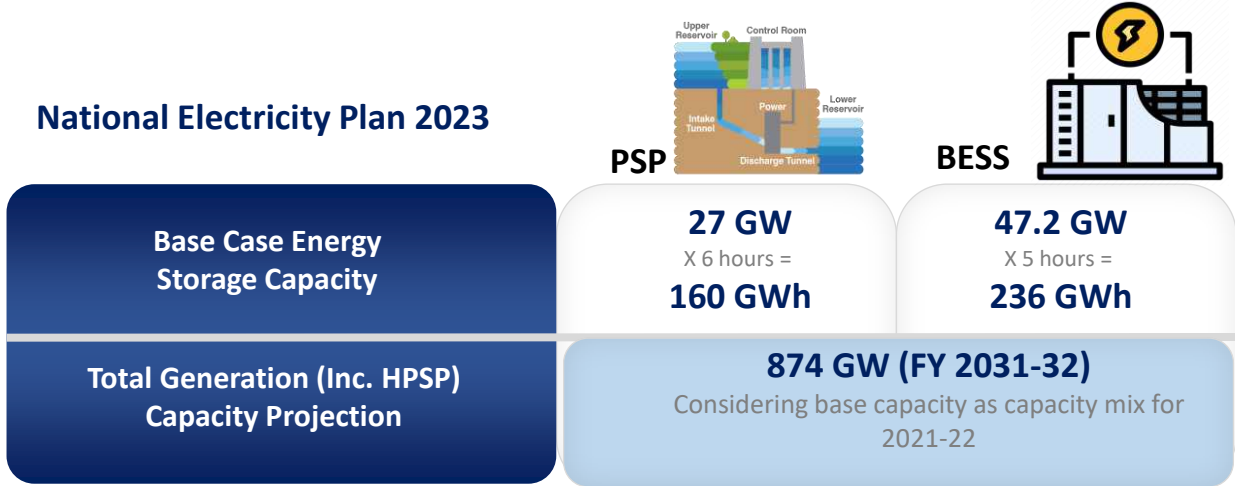 National Electricity Plan 2023
Upper
Reservoir
Control Room
Lower
Reservoir
Power
Intake
Tunnel
Discharge Tunnel
PSP
BESS
Base Case Energy
Storage Capacity
27 GW
X 6 hours =
160 GWh
47.2 GW
X 5 hours =
236 GWh
Total Generation (Inc. HPSP)
Capacity Projection
874 GW (FY 2031-32)
Considering base capacity as capacity mix for
2021-22